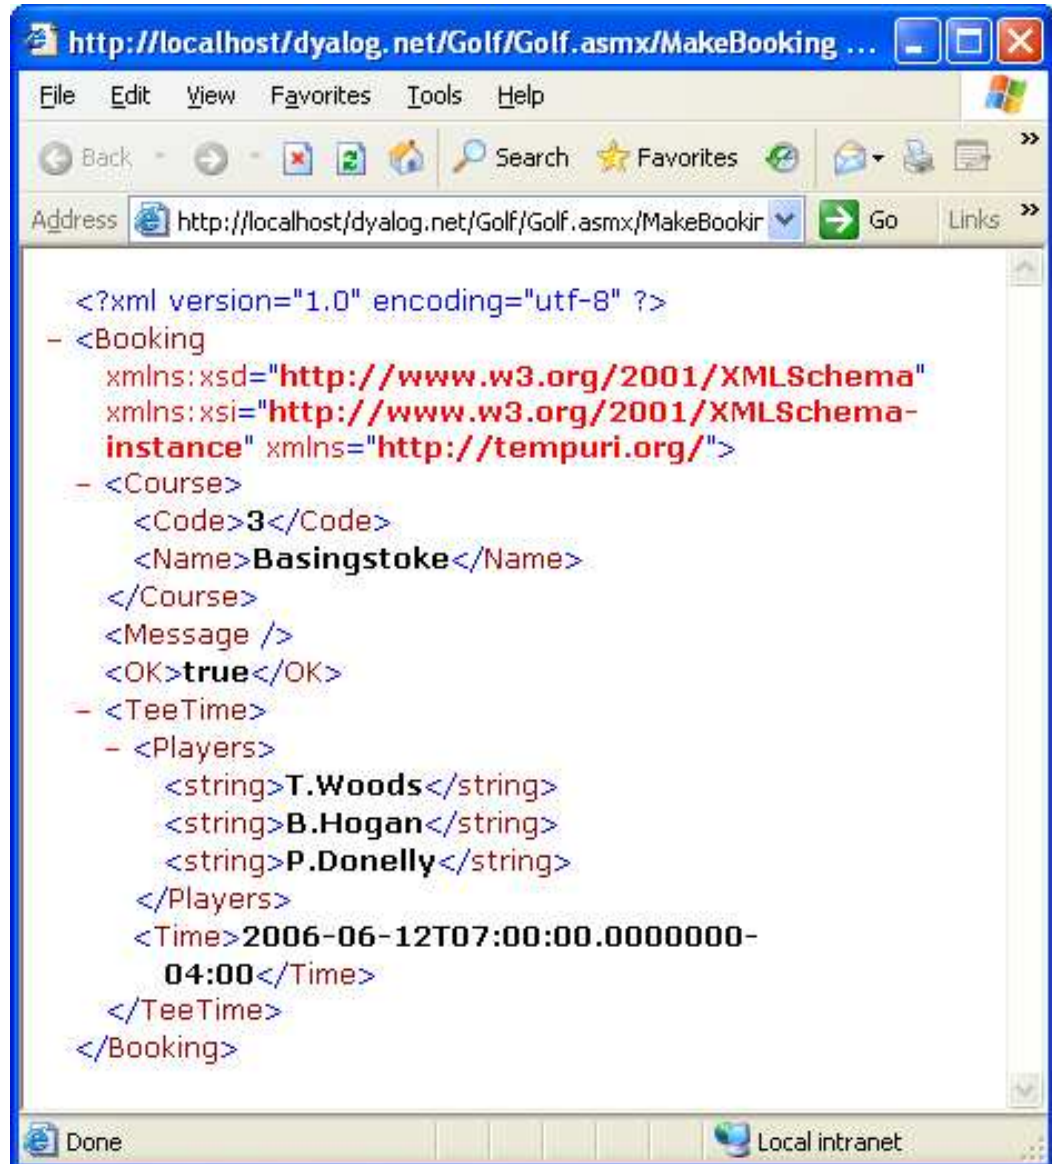 http://localhost/dyalog.net/Golf/Golf.asmx/MakeBooking ...
File Edit View Favorites Tools Help
Back Search Favorites »
Address http://localhost/dyalog.net/Golf/Golf.asmx/MakeBookin Go Links »
<?xml version="1.0" encoding="utf-8" ?>
- <Booking
xmlns:xsd="http://www.w3.org/2001/XMLSchema"
xmlns:xsi="http://www.w3.org/2001/XMLSchema-
instance" xmlns="http://tempuri.org/">
- <Course>
<Code>3</Code>
<Name>Basingstoke</Name>
</Course>
<Message />
<OK>true</OK>
- <TeeTime>
- <Players>
<string>T.Woods</string>
<string>B.Hogan</string>
<string>P.Donelly</string>
</Players>
<Time>2006-06-12T07:00:00.0000000-
04:00</Time>
</TeeTime>
</Booking>
Done Local intranet